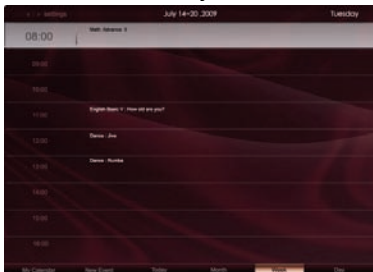 settings
July 14-20 ,2009
Tuesday
08:00
Math: Advance II
09:00
10:00
11:00
English Basic II : How old are you?
12:00
Dance : Jive
13:00
Dance : Rumba
14:00
15:00
16:00
My Calendar
New Event
Today
Month
Week
Day